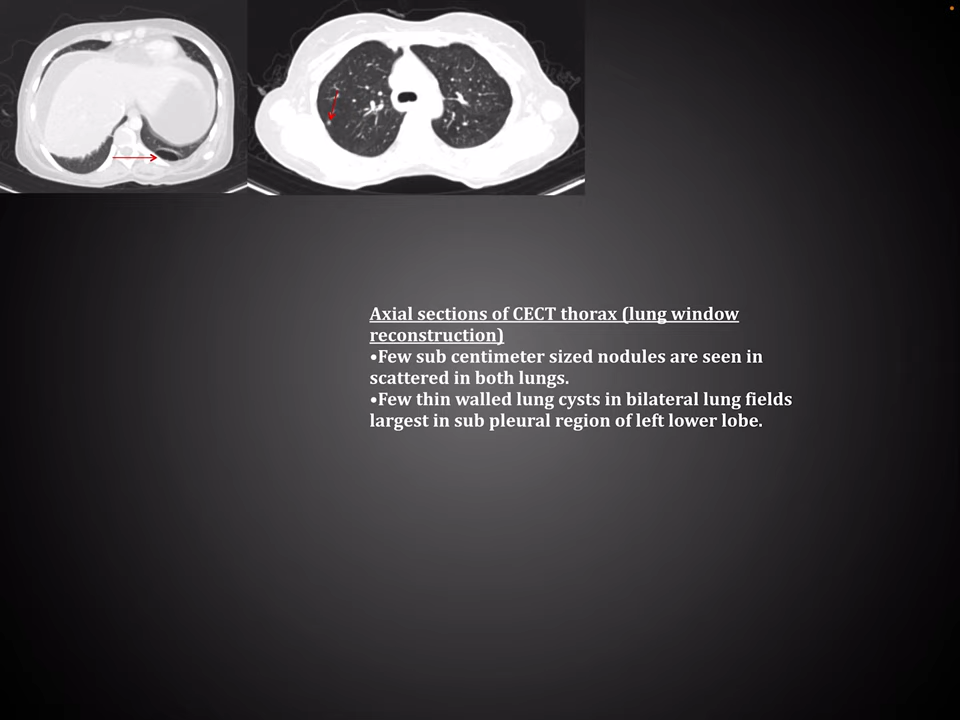 Axial sections of CECT thorax (lung window
reconstruction)
•Few sub centimeter sized nodules are seen in
scattered in both lungs.
•Few thin walled lung cysts in bilateral lung fields
largest in sub pleural region of left lower lobe.